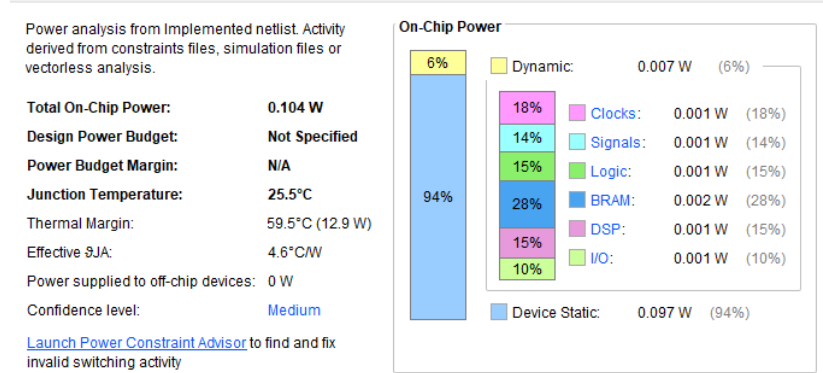 Power analysis from Implemented netlist. Activity
derived from constraints files, simulation files or
vectorless analysis.
Total On-Chip Power: 0.104 W
Design Power Budget: Not Specified
Power Budget Margin: N/A
Junction Temperature: 25.5°C
Thermal Margin: 59.5°C (12.9 W)
Effective ϑJA: 4.6°C/W
Power supplied to off-chip devices: 0 W
Confidence level: Medium
Launch Power Constraint Advisor to find and fix
invalid switching activity
On-Chip Power
6% Dynamic: 0.007 W (6%)
18% Clocks: 0.001 W (18%)
14% Signals: 0.001 W (14%)
15% Logic: 0.001 W (15%)
94% 28% BRAM: 0.002 W (28%)
15% DSP: 0.001 W (15%)
10% I/O: 0.001 W (10%)
Device Static: 0.097 W (94%)